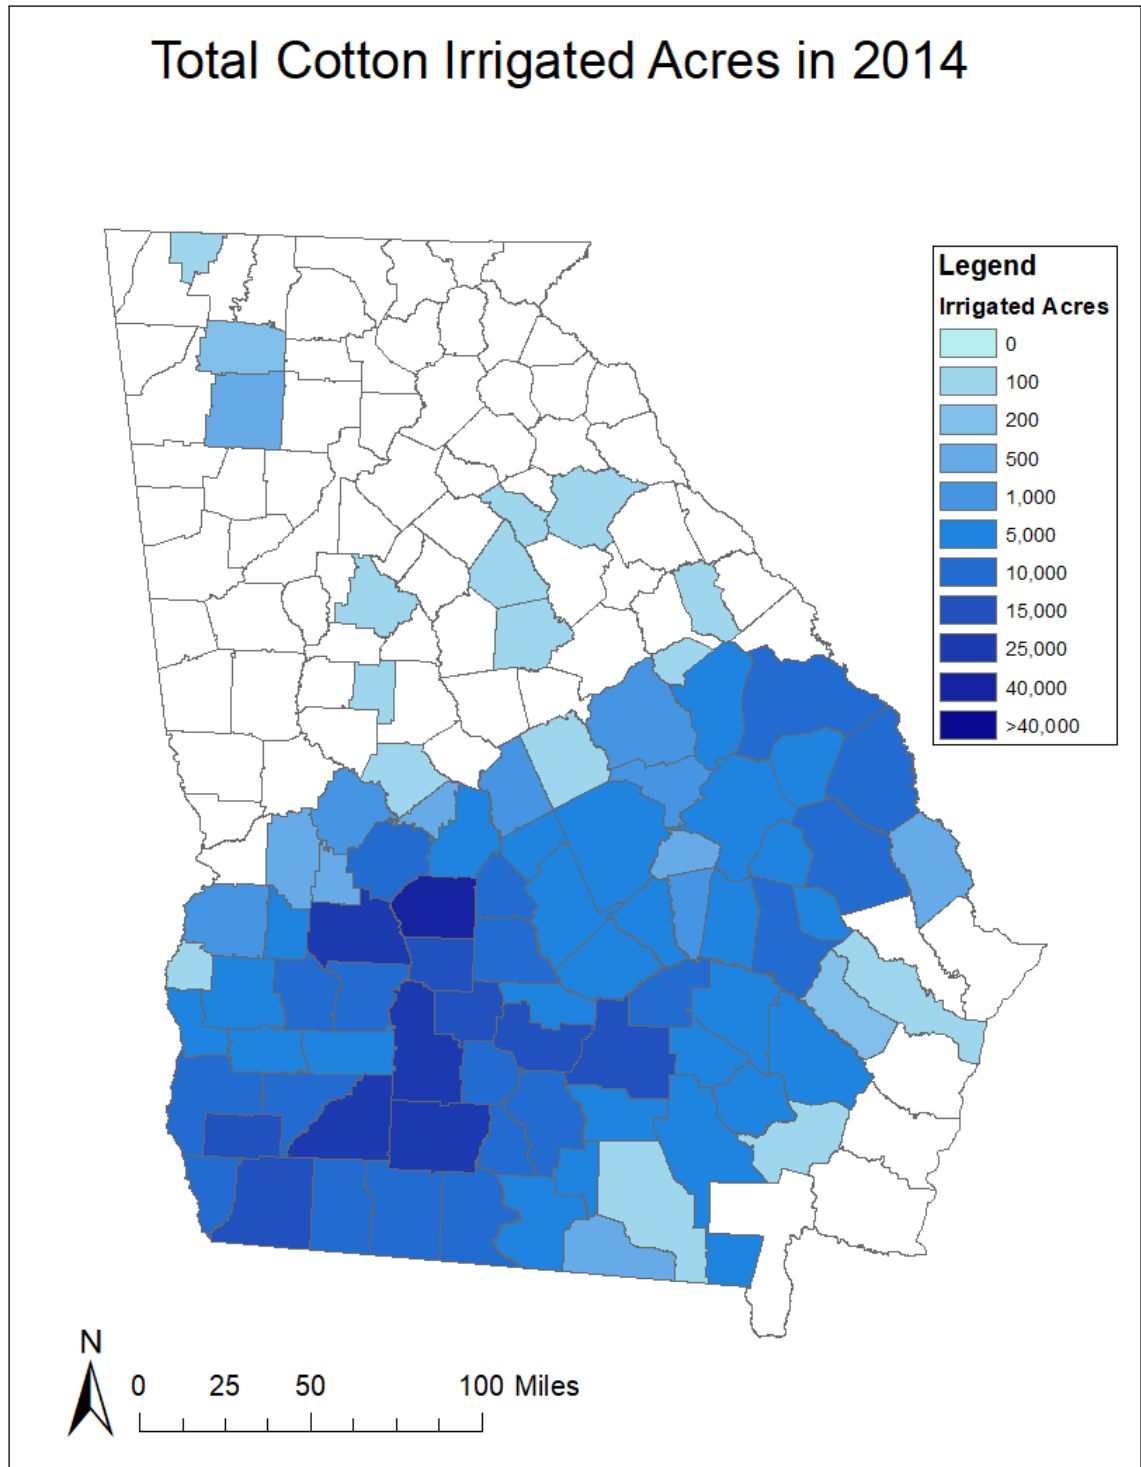 Total Cotton Irrigated Acres in 2014
Legend
Irrigated Acres
0
100
200
500
1,000
5,000
10,000
15,000
25,000
40,000
>40,000
N
0 25 50 100 Miles